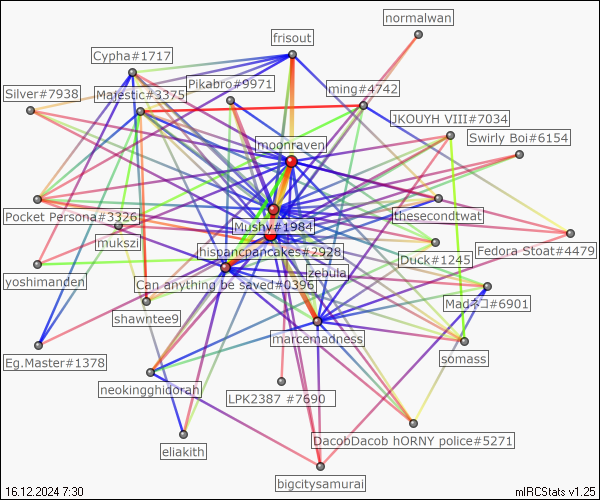 normalwan
frisout
Cypha#1717
Pikabro#9971
ming#4742
Silver#7938
Majestic#3375
JKOUYH VIII#7034
Swirly Boi#6154
moonraven
Pocket Persona#3326
Mushy#1984
thesecondtwat
mukszi
hispancpancakes#2928
Fedora Stoat#4479
Duck#1245
zebula
yoshimanden
Can anything be saved#0396
Madネコ#6901
shawntee9
marcemadness
somass
Eg.Master#1378
neokingghidorah
LPK2387 #7690
DacobDacob hORNY police#5271
eliakith
bigcitysamurai
16.12.2024 7:30
mIRCStats v1.25